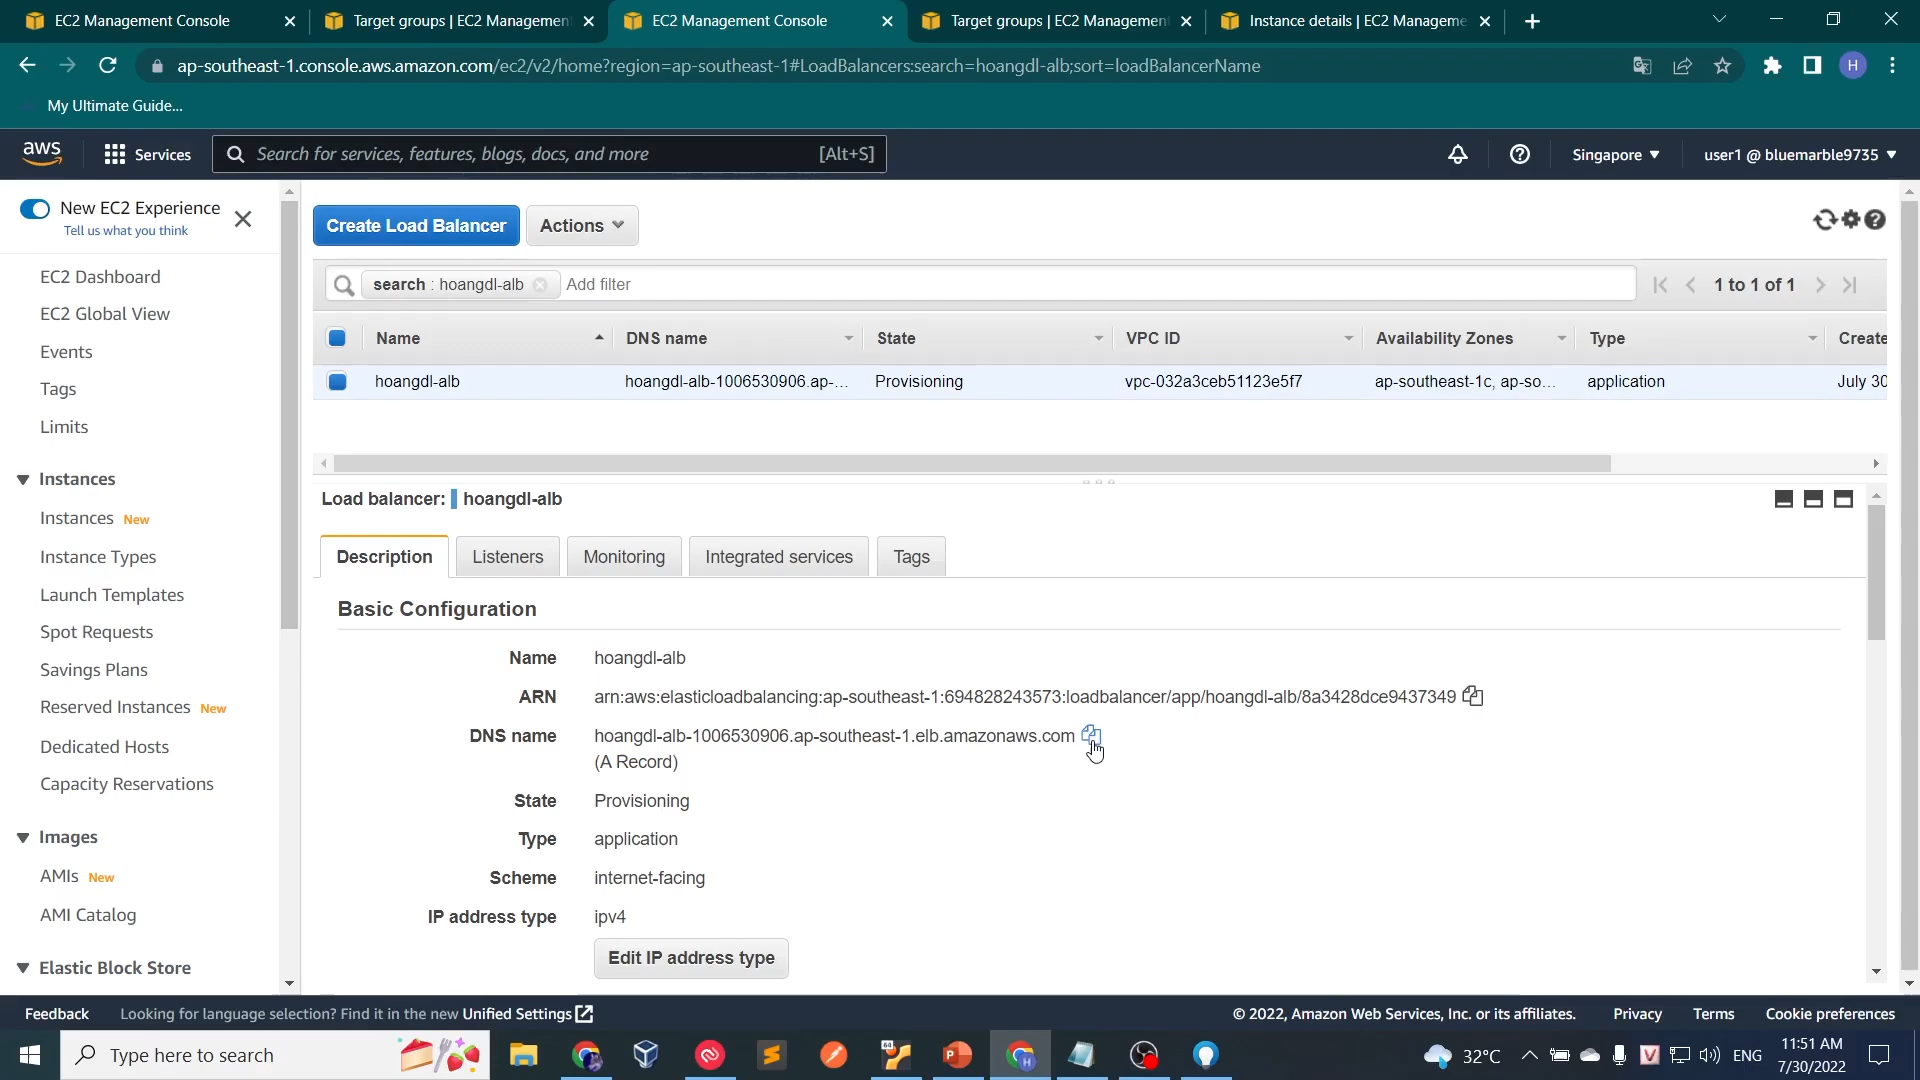 EC2 Management Console
Target groups | EC2 Management
EC2 Management Console
Target groups | EC2 Management
Instance details | EC2 Manageme
ap-southeast-1.console.aws.amazon.com/ec2/v2/home?region=ap-southeast-1#LoadBalancers:search=hoangdl-alb;sort=loadBalancerName
H
My Ultimate Guide...
aws
Services
Search for services, features, blogs, docs, and more
[Alt+S]
Singapore
user1 @ bluemarble9735
New EC2 Experience
Tell us what you think
EC2 Dashboard
EC2 Global View
Events
Tags
Limits
Instances
Instances New
Instance Types
Launch Templates
Spot Requests
Savings Plans
Reserved Instances New
Dedicated Hosts
Capacity Reservations
Images
AMIs New
AMI Catalog
Elastic Block Store
Create Load Balancer
Actions
search : hoangdl-alb
Add filter
1 to 1 of 1
Name DNS name State VPC ID Availability Zones Type Create
hoangdl-alb hoangdl-alb-1006530906.ap-... Provisioning vpc-032a3ceb51123e5f7 ap-southeast-1c, ap-so... application July 30
Load balancer: hoangdl-alb
Description Listeners Monitoring Integrated services Tags
Basic Configuration
Name hoangdl-alb
ARN arn:aws:elasticloadbalancing:ap-southeast-1:694828243573:loadbalancer/app/hoangdl-alb/8a3428dce9437349
DNS name hoangdl-alb-1006530906.ap-southeast-1.elb.amazonaws.com
(A Record)
State Provisioning
Type application
Scheme internet-facing
IP address type ipv4
Edit IP address type
Feedback
Looking for language selection? Find it in the new Unified Settings
© 2022, Amazon Web Services, Inc. or its affiliates.
Privacy
Terms
Cookie preferences
Type here to search
64
32°C
ENG
11:51 AM
7/30/2022